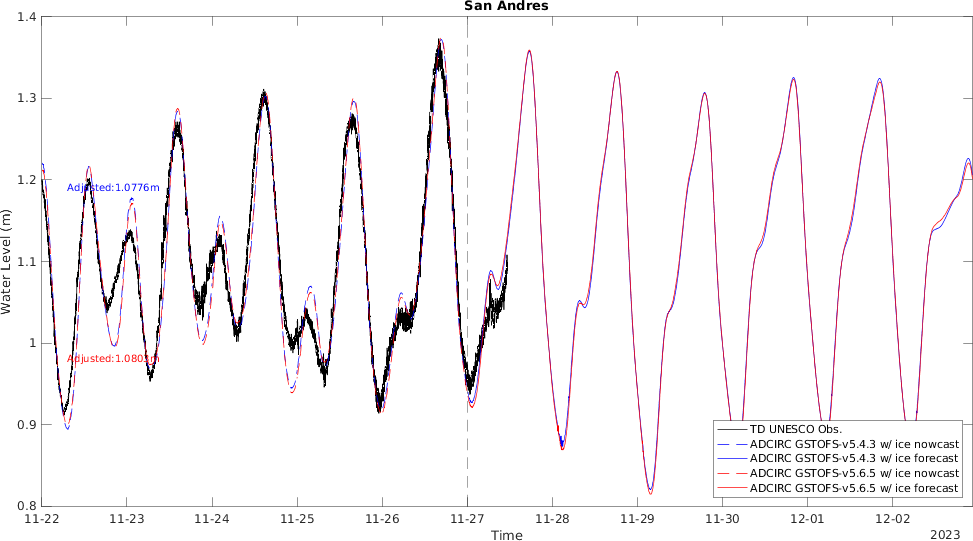 San Andres
1.4
1.3
1.2
1.1
1
0.9
0.8
Water Level (m)
Adjusted:1.0776m
Adjusted:1.0803m
TD UNESCO Obs.
ADCIRC GSTOFS-v5.4.3 w/ ice nowcast
ADCIRC GSTOFS-v5.4.3 w/ ice forecast
ADCIRC GSTOFS-v5.6.5 w/ ice nowcast
ADCIRC GSTOFS-v5.6.5 w/ ice forecast
11-22 11-23 11-24 11-25 11-26 11-27 11-28 11-29 11-30 12-01 12-02
Time
2023